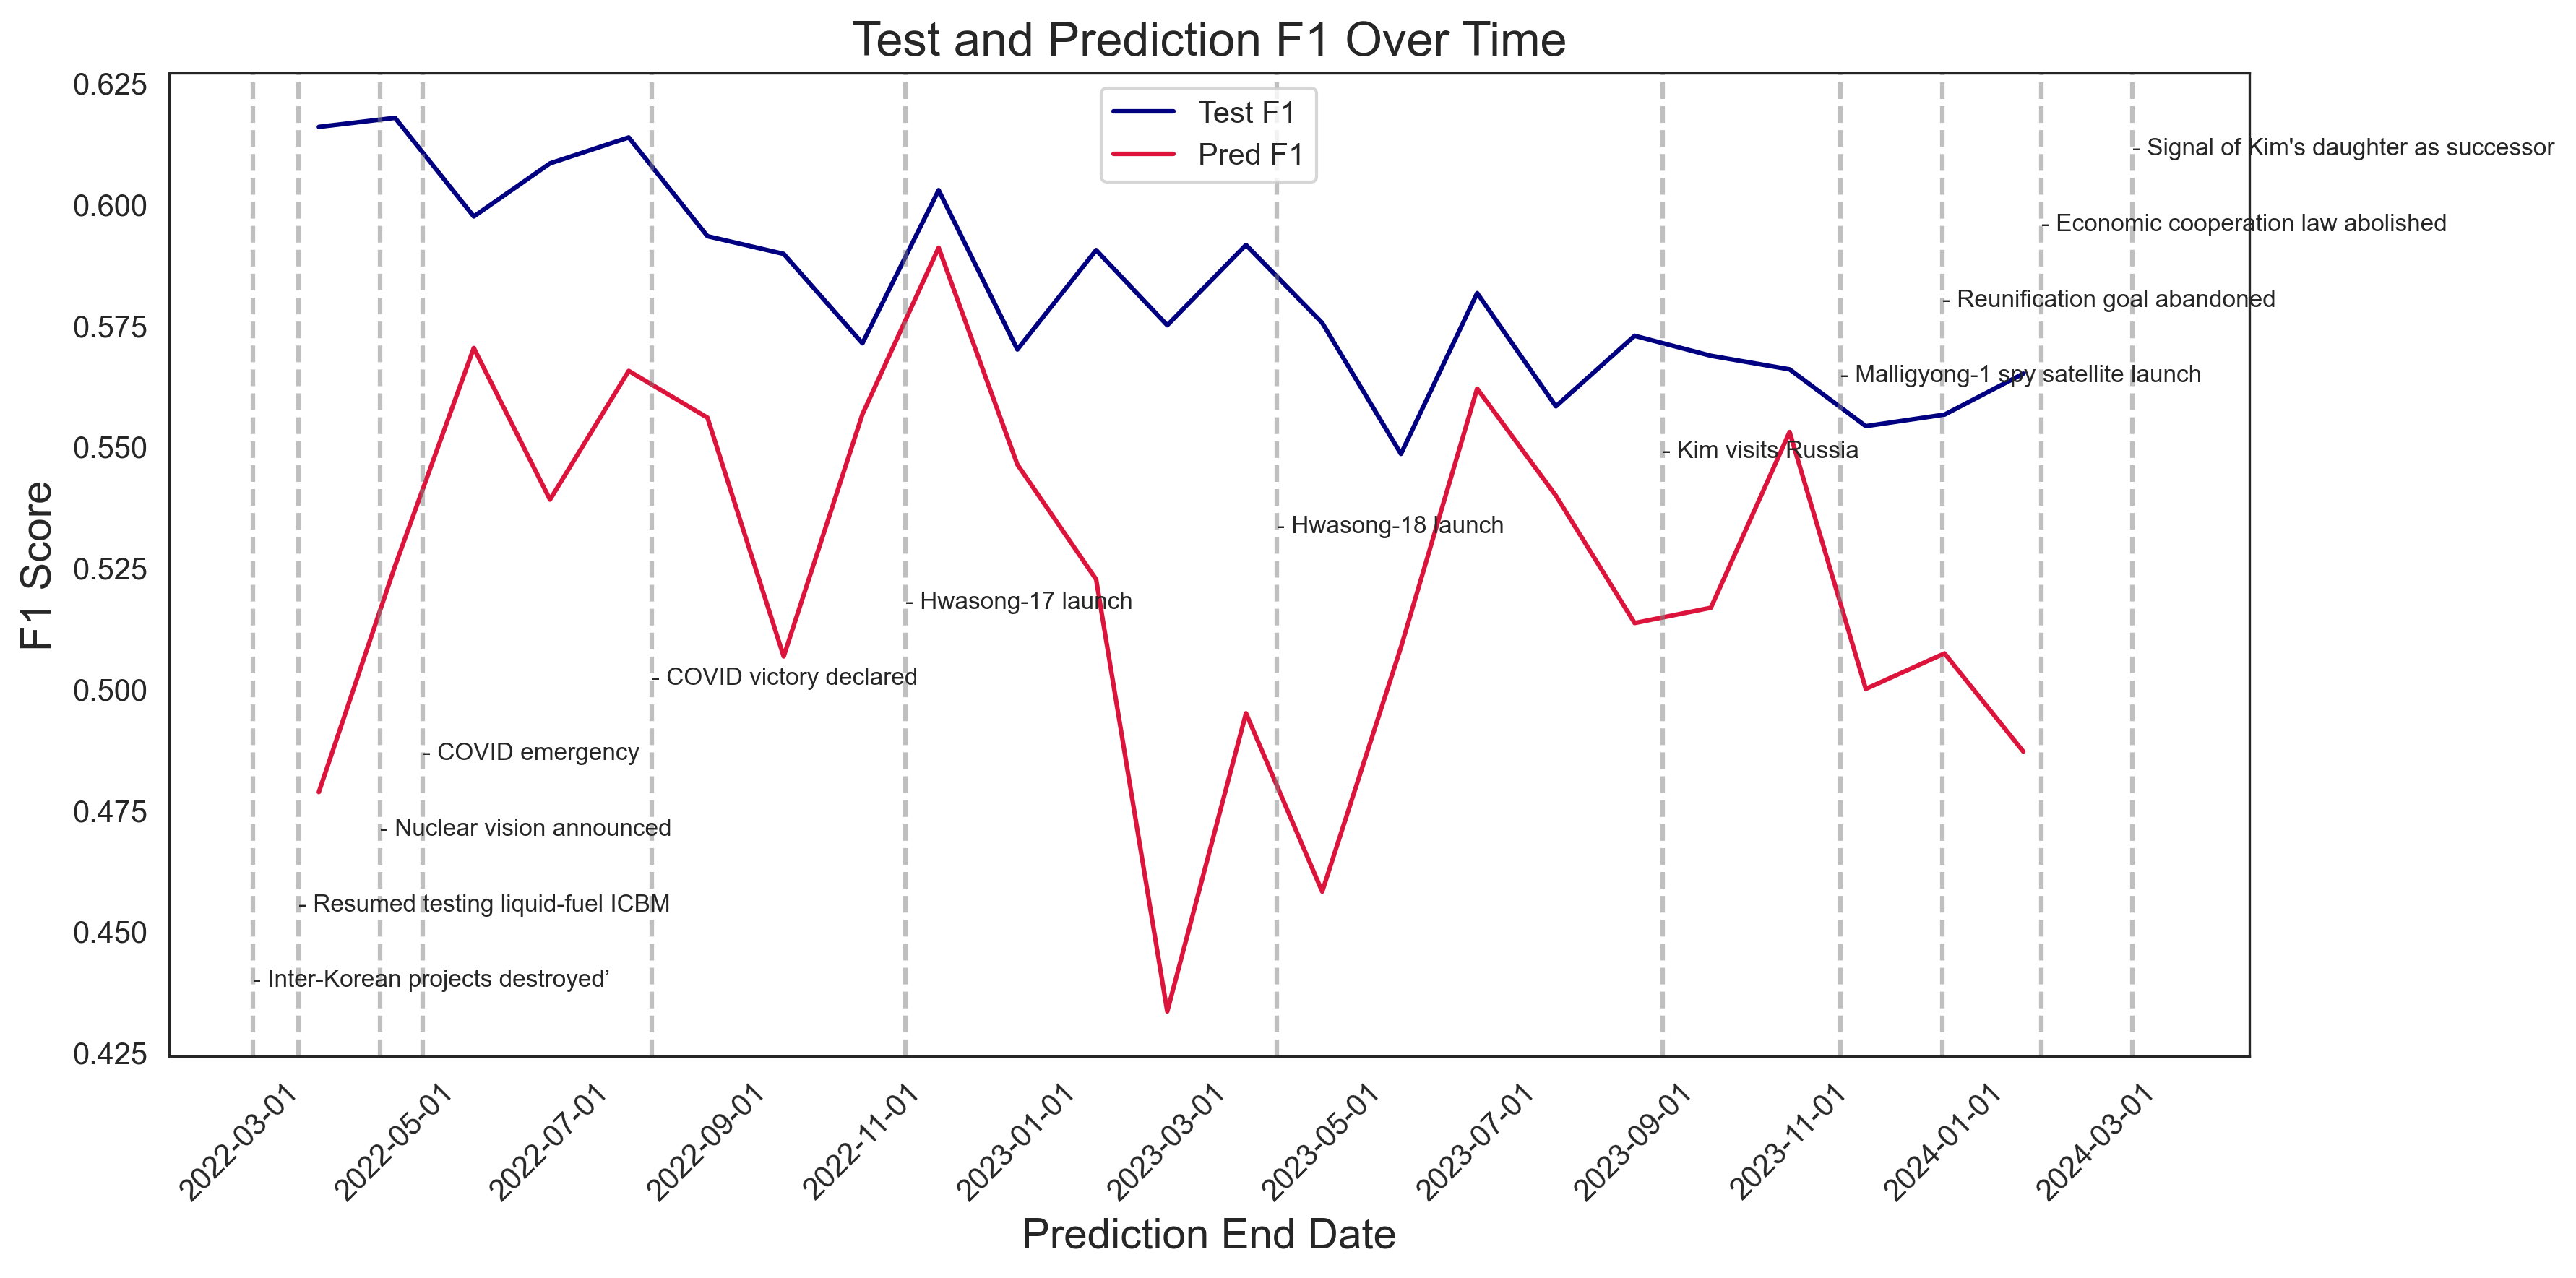 Test and Prediction F1 Over Time
0.625
0.600
0.575
0.550
0.525
0.500
0.475
0.450
0.425
F1 Score
Test F1
Pred F1
- Signal of Kim's daughter as successor
- Economic cooperation law abolished
- Reunification goal abandoned
- Malligyong-1 spy satellite launch
- Kim visits Russia
- Hwasong-18 launch
- Hwasong-17 launch
- COVID victory declared
- COVID emergency
- Nuclear vision announced
- Resumed testing liquid-fuel ICBM
- Inter-Korean projects destroyed’
2022-03-01
2022-05-01
2022-07-01
2022-09-01
2022-11-01
2023-01-01
2023-03-01
2023-05-01
2023-07-01
2023-09-01
2023-11-01
2024-01-01
2024-03-01
Prediction End Date